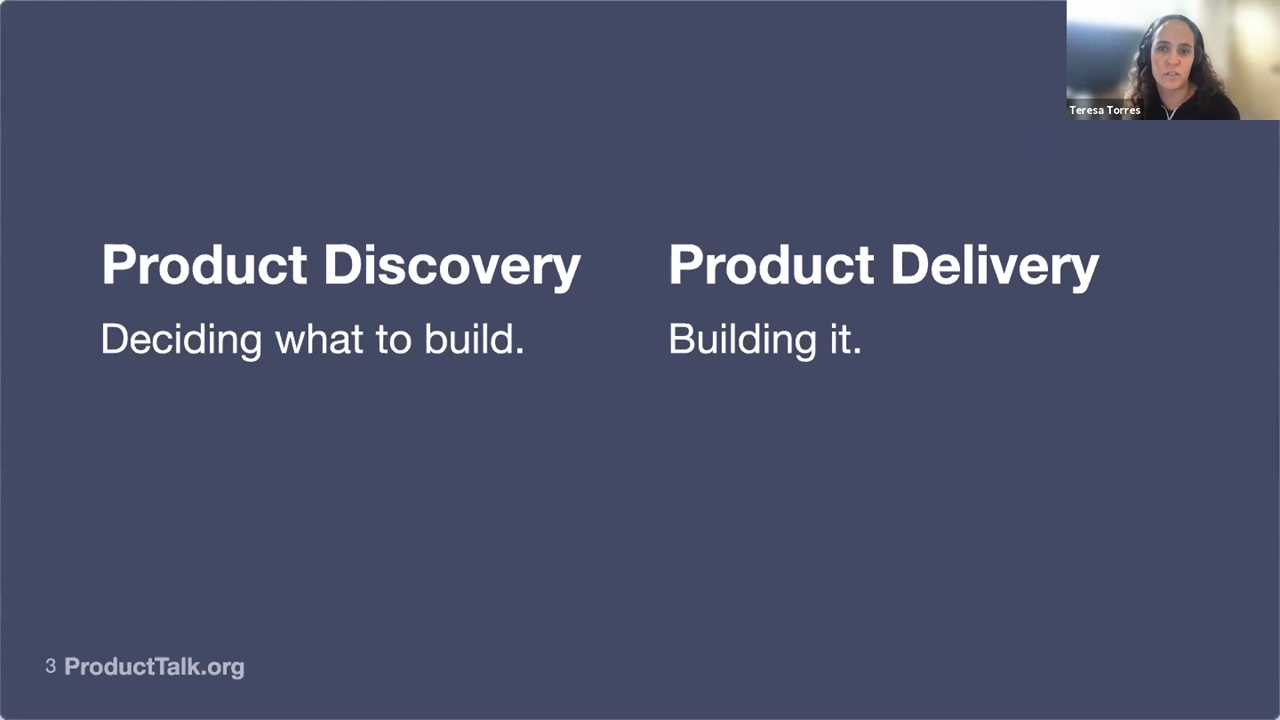 Teresa Torres
Product Discovery
Deciding what to build.
Product Delivery
Building it.
3 ProductTalk.org